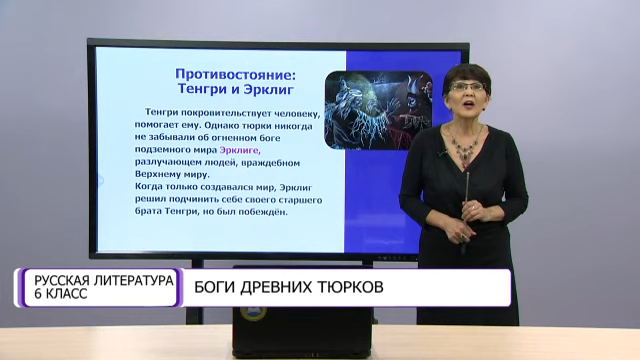 Противостояние:
Тенгри и Эрклиг
Тенгри покровительствует человеку,
помогает ему. Однако тюрки никогда
не забывали об огненном боге
подземного мира Эрклиге,
разлучающем людей, враждебном
Верхнему миру.
Когда только создавался мир, Эрклиг
решил подчинить себе своего старшего
брата Тенгри, но был побеждён.
РУССКАЯ ЛИТЕРАТУРА
6 КЛАСС
БОГИ ДРЕВНИХ ТЮРКОВ